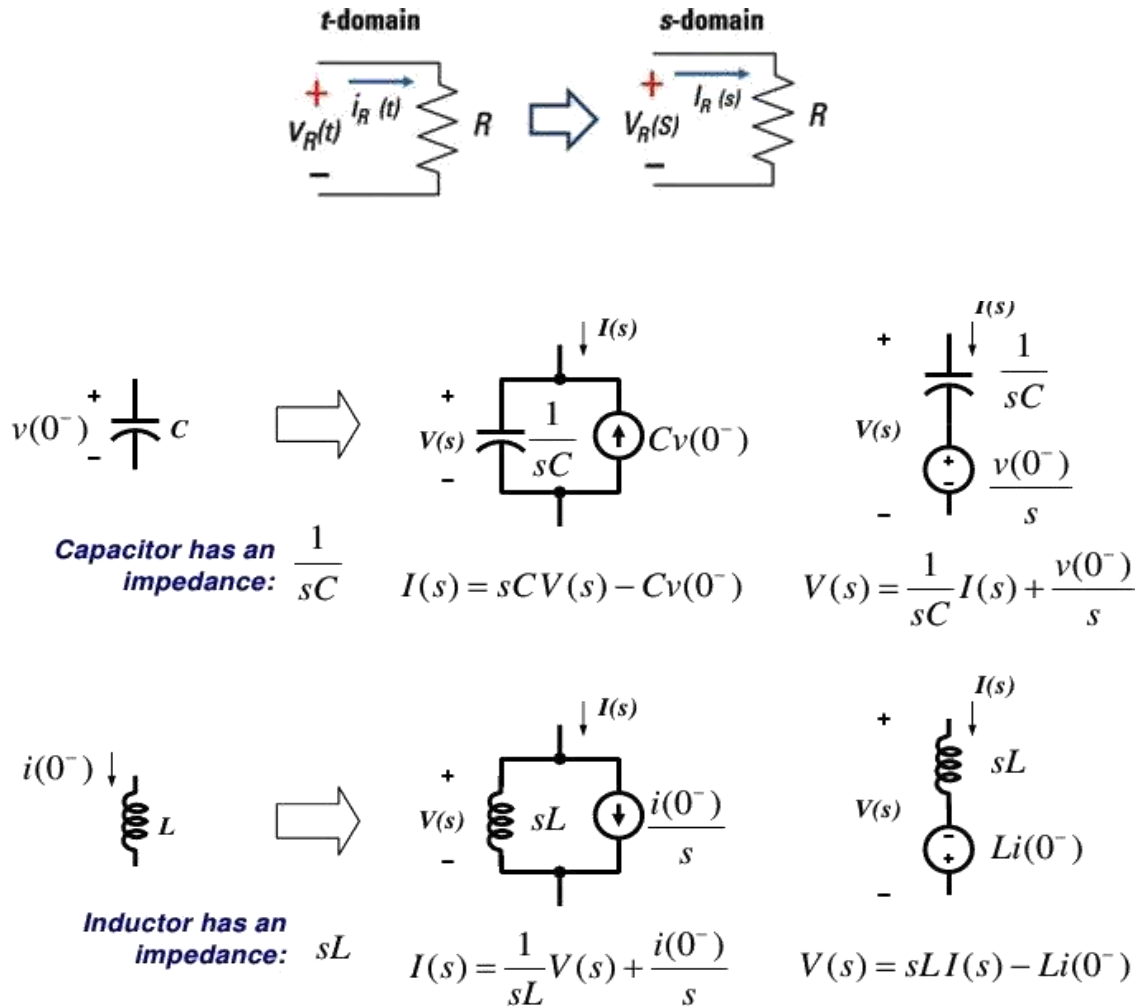 t-domain
s-domain
+
i_R (t)
V_R(t)
R
−
+
I_R (s)
V_R(S)
R
−
v(0⁻)
+
−
C
I(s)
+
V(s)
−
1/sC
Cv(0⁻)
I(s)
+
V(s)
−
1/sC
+
-
v(0⁻)/s
Capacitor has an
impedance: 1/sC
I(s) = sCV(s) − Cv(0⁻)
V(s) = 1/sC I(s) + v(0⁻)/s
i(0⁻)
L
I(s)
+
V(s)
−
sL
i(0⁻)/s
I(s)
+
V(s)
−
sL
-
+
Li(0⁻)
Inductor has an
impedance: sL
I(s) = 1/sL V(s) + i(0⁻)/s
V(s) = sLI(s) − Li(0⁻)